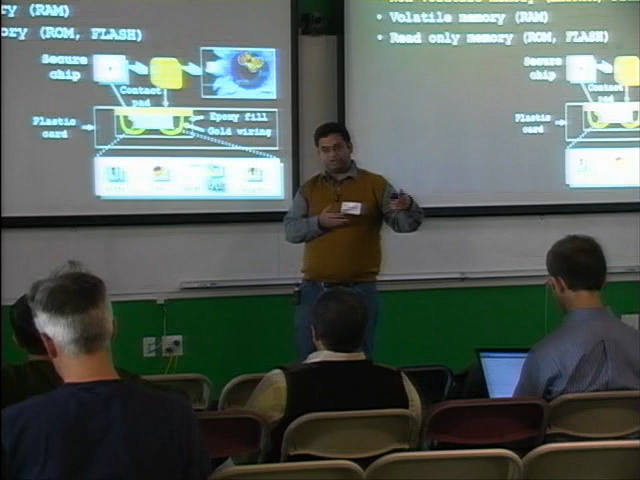 ry (RAM)
ory (ROM, FLASH)
Secure
chip
Contact
pad
Plastic
card
Epoxy fill
Gold wiring
• Volatile memory (RAM)
• Read only memory (ROM, FLASH)
Secure
chip
Contact
pad
Plastic
card